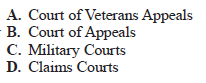 A. Court of Veterans Appeals
B. Court of Appeals
C. Military Courts
D. Claims Courts